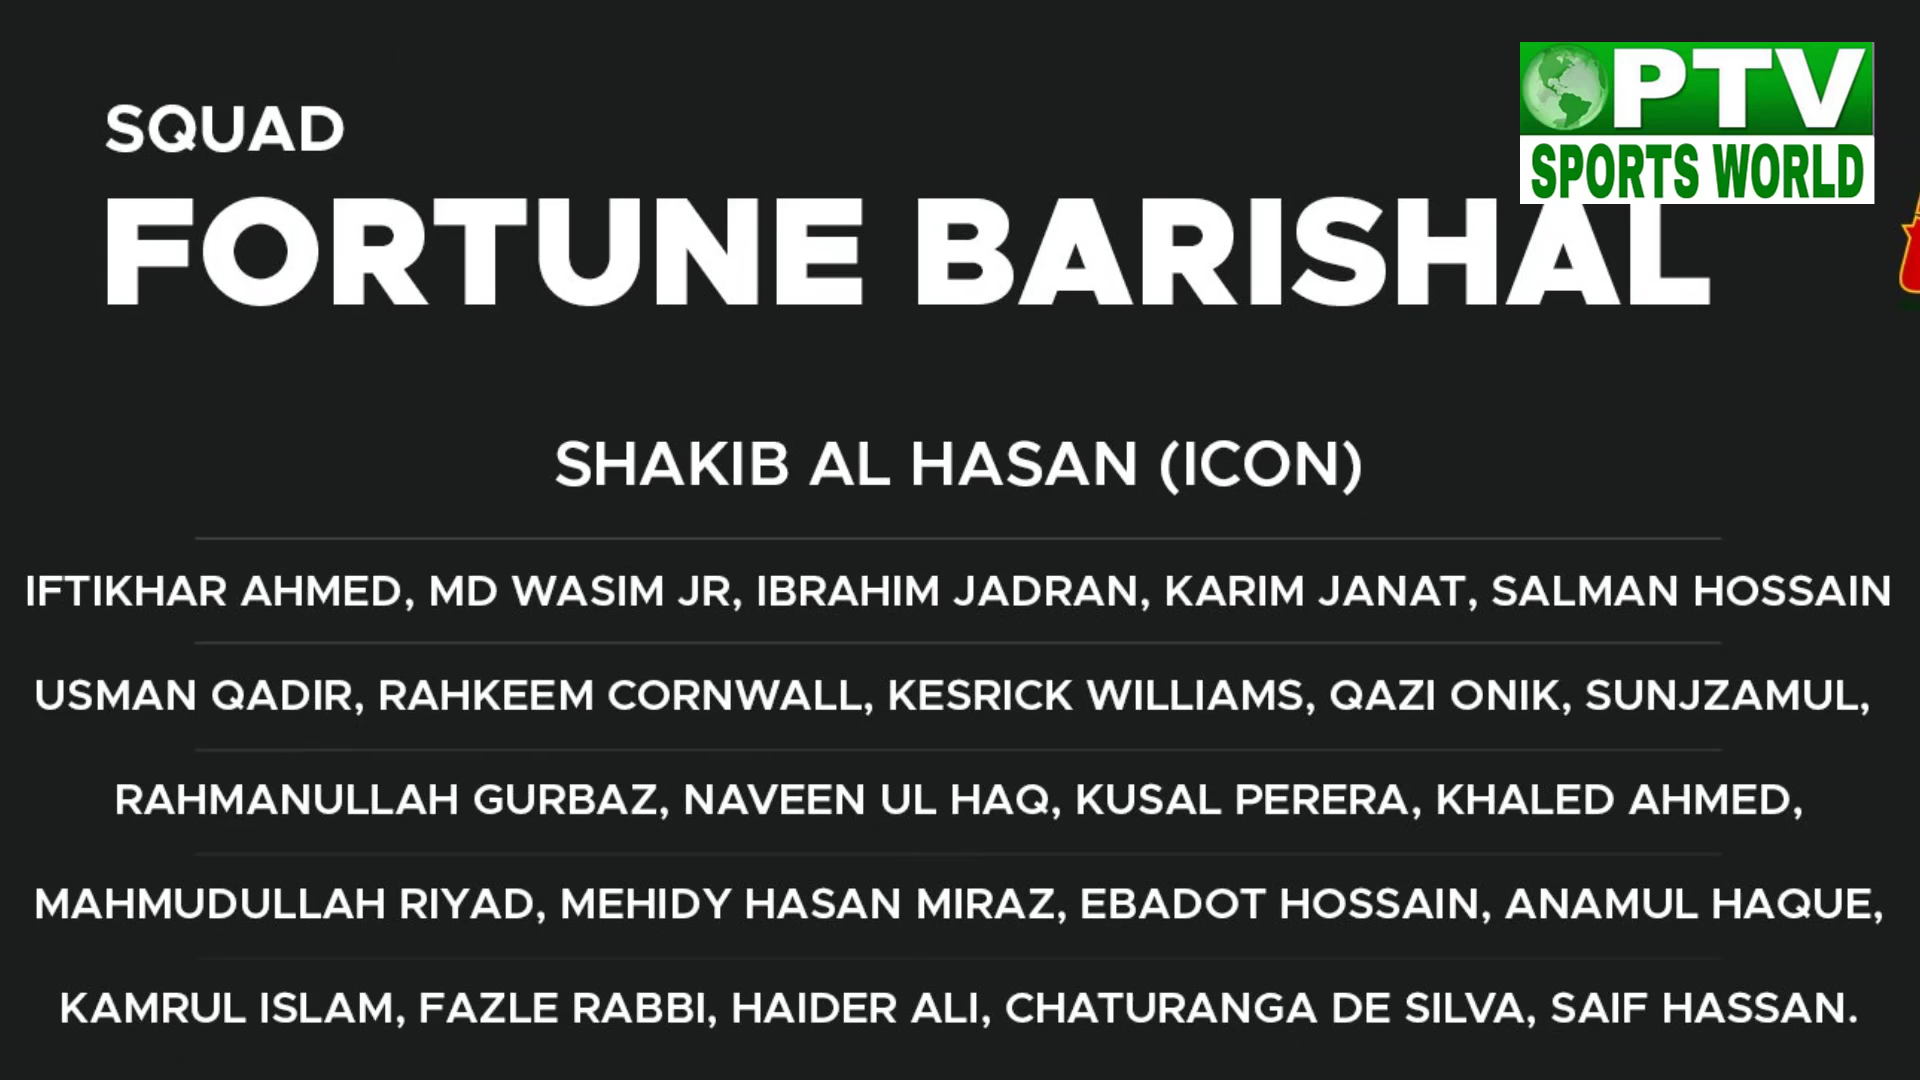 PTV
SPORTS WORLD
SQUAD
FORTUNE BARISHAL
SHAKIB AL HASAN (ICON)
IFTIKHAR AHMED, MD WASIM JR, IBRAHIM JADRAN, KARIM JANAT, SALMAN HOSSAIN
USMAN QADIR, RAHKEEM CORNWALL, KESRICK WILLIAMS, QAZI ONIK, SUNJZAMUL,
RAHMANULLAH GURBAZ, NAVEEN UL HAQ, KUSAL PERERA, KHALED AHMED,
MAHMUDULLAH RIYAD, MEHIDY HASAN MIRAZ, EBADOT HOSSAIN, ANAMUL HAQUE,
KAMRUL ISLAM, FAZLE RABBI, HAIDER ALI, CHATURANGA DE SILVA, SAIF HASSAN.